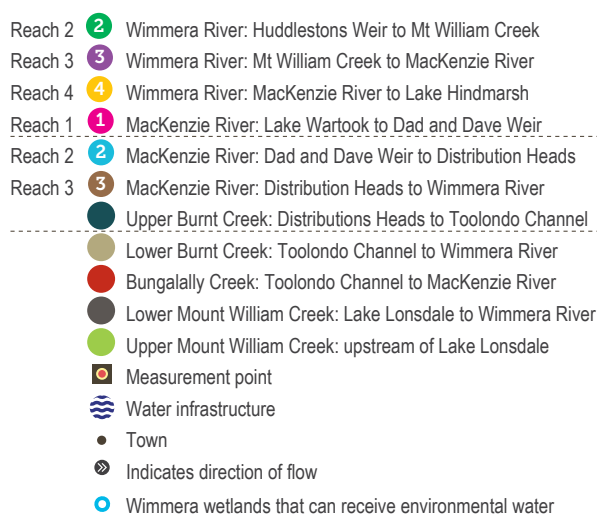 Reach 2 2 Wimmera River: Huddlestons Weir to Mt William Creek
Reach 3 3 Wimmera River: Mt William Creek to MacKenzie River
Reach 4 4 Wimmera River: MacKenzie River to Lake Hindmarsh
Reach 1 1 MacKenzie River: Lake Wartook to Dad and Dave Weir
Reach 2 2 MacKenzie River: Dad and Dave Weir to Distribution Heads
Reach 3 3 MacKenzie River: Distribution Heads to Wimmera River
Upper Burnt Creek: Distributions Heads to Toolondo Channel
Lower Burnt Creek: Toolondo Channel to Wimmera River
Bungalally Creek: Toolondo Channel to MacKenzie River
Lower Mount William Creek: Lake Lonsdale to Wimmera River
Upper Mount William Creek: upstream of Lake Lonsdale
Measurement point
Water infrastructure
Town
Indicates direction of flow
Wimmera wetlands that can receive environmental water